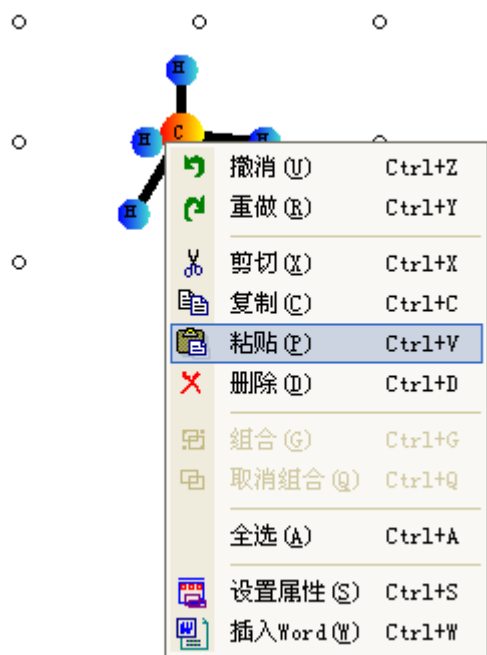 H
C
H
H
H
撤消(U) Ctrl+Z
重做(R) Ctrl+Y
剪切(X) Ctrl+X
复制(C) Ctrl+C
粘贴(P) Ctrl+V
删除(D) Ctrl+D
组合(G) Ctrl+G
取消组合(Q) Ctrl+Q
全选(A) Ctrl+A
设置属性(S) Ctrl+S
插入Word(W) Ctrl+W